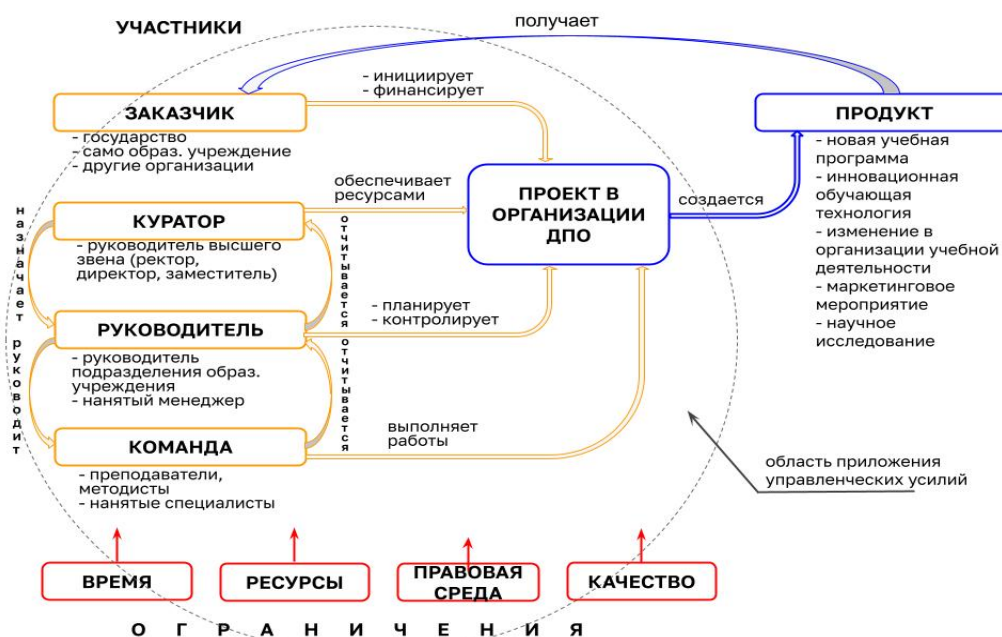 УЧАСТНИКИ
получает
- инициирует
- финансирует
ЗАКАЗЧИК
- государство
- само образ. учреждение
- другие организации
ПРОДУКТ
- новая учебная
программа
- инновационная
обучающая
технология
- изменение в
организации учебной
деятельности
- маркетинговое
мероприятие
- научное
исследование
обеспечивает
ресурсами
ПРОЕКТ В
ОРГАНИЗАЦИИ
ДПО
создается
назначает
КУРАТОР
- руководитель высшего
звена (ректор,
директор, заместитель)
отчитывается
- планирует
- контролирует
руководит
РУКОВОДИТЕЛЬ
- руководитель
подразделения образ.
учреждения
- нанятый менеджер
отчитывается
КОМАНДА
- преподаватели,
методисты
- нанятые специалисты
выполняет
работы
область приложения
управленческих усилий
ВРЕМЯ
РЕСУРСЫ
ПРАВОВАЯ
СРЕДА
КАЧЕСТВО
О Г Р А Н И Ч Е Н И Я